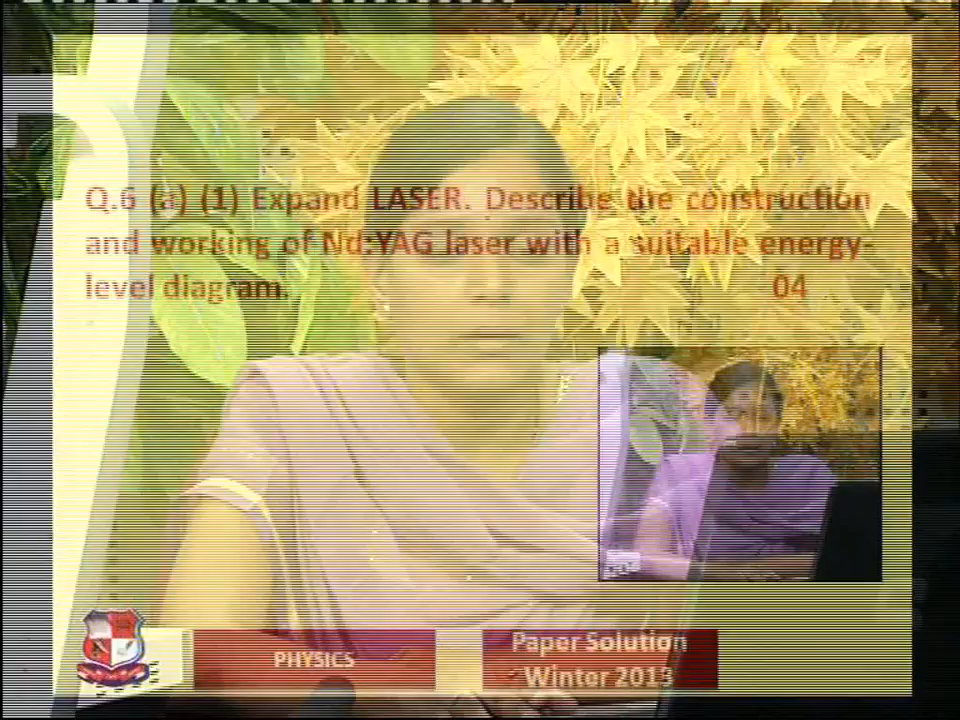 Q.6 (a) (1) Expand LASER. Describe the construction
and working of Nd:YAG laser with a suitable energy-
level diagram. 04
PHYSICS
Paper Solution
Winter 2013